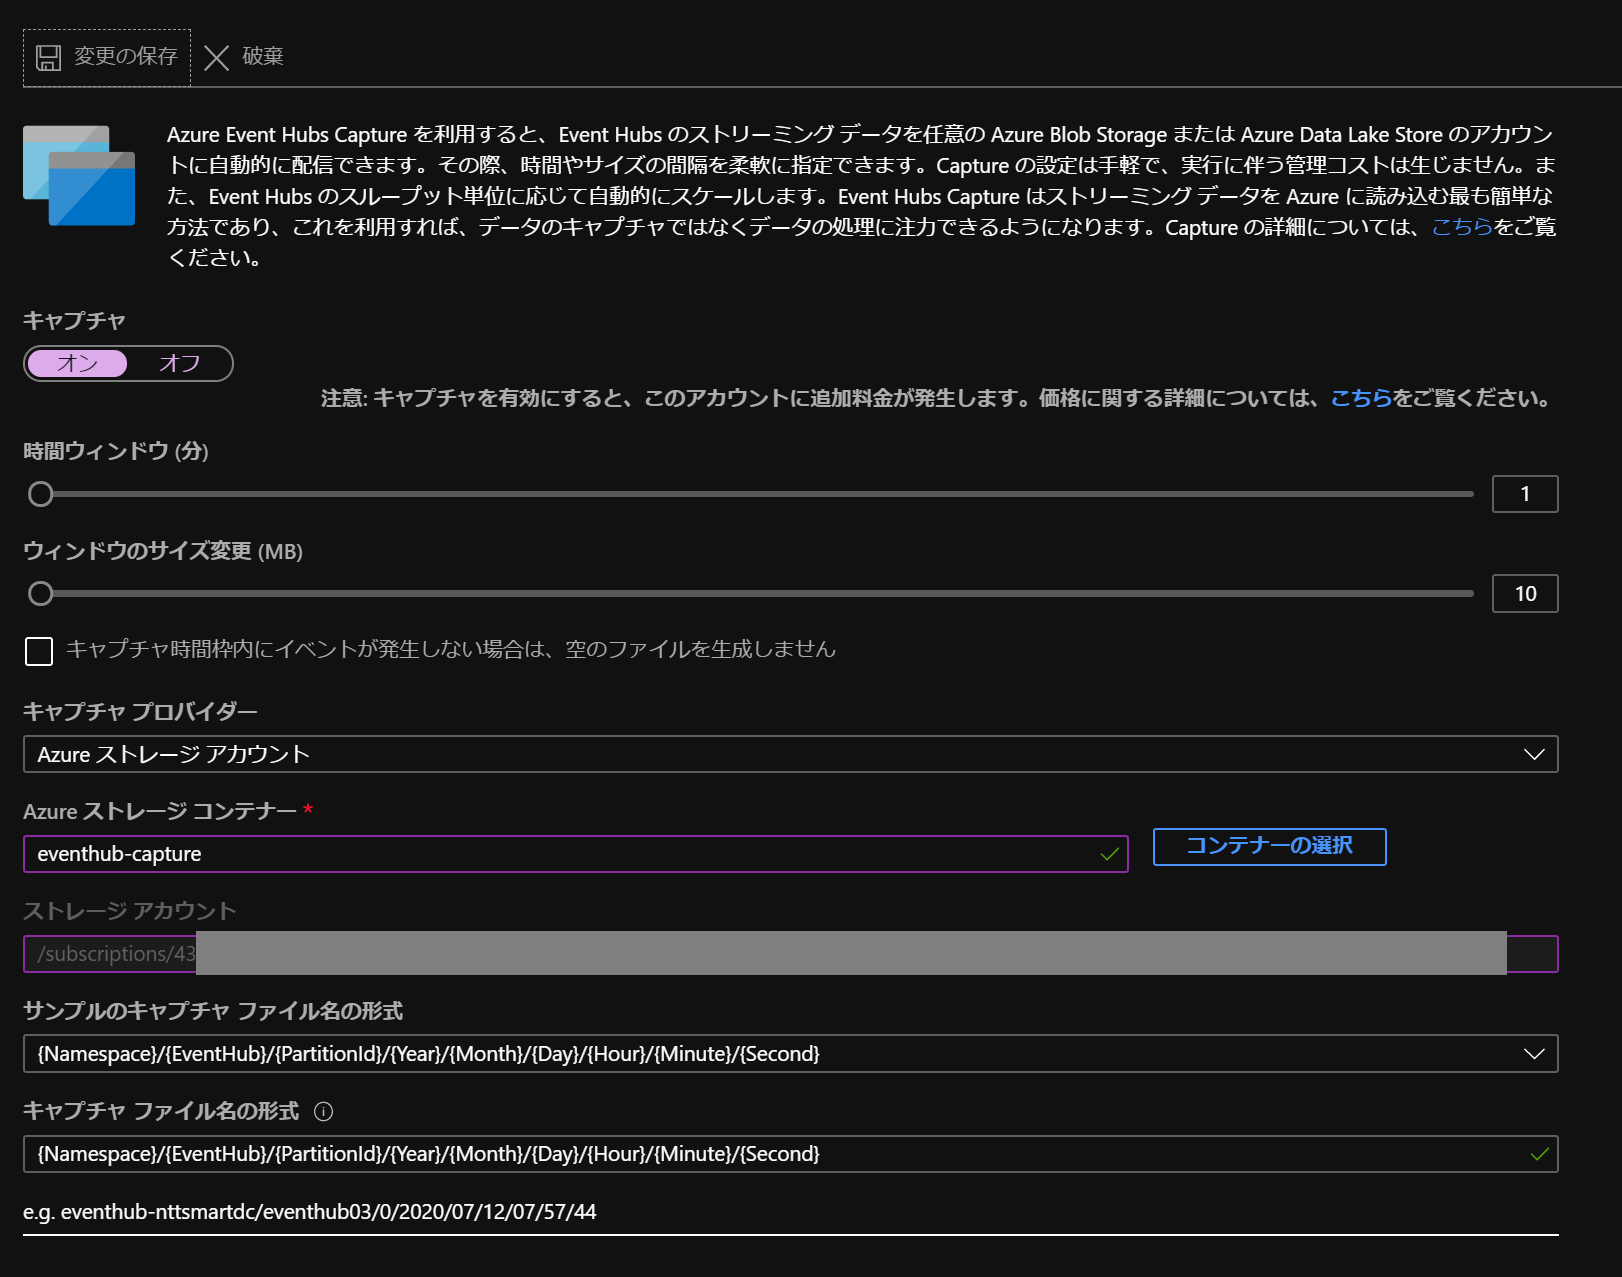 変更の保存 破棄
Azure Event Hubs Capture を利用すると、Event Hubs のストリーミング データを任意の Azure Blob Storage または Azure Data Lake Store のアカウン
トに自動的に配信できます。その際、時間やサイズの間隔を柔軟に指定できます。Capture の設定は手軽で、実行に伴う管理コストは生じません。ま
た、Event Hubs のスループット単位に応じて自動的にスケールします。Event Hubs Capture はストリーミング データを Azure に読み込む最も簡単な
方法であり、これを利用すれば、データのキャプチャではなくデータの処理に注力できるようになります。Capture の詳細については、こちらをご覧
ください。
キャプチャ
オン オフ
注意: キャプチャを有効にすると、このアカウントに追加料金が発生します。価格に関する詳細については、こちらをご覧ください。
時間ウィンドウ (分)
1
ウィンドウのサイズ変更 (MB)
10
キャプチャ時間枠内にイベントが発生しない場合は、空のファイルを生成しません
キャプチャ プロバイダー
Azure ストレージ アカウント
Azure ストレージ コンテナー *
eventhub-capture コンテナーの選択
ストレージ アカウント
/subscriptions/43
サンプルのキャプチャ ファイル名の形式
{Namespace}/{EventHub}/{PartitionId}/{Year}/{Month}/{Day}/{Hour}/{Minute}/{Second}
キャプチャ ファイル名の形式
{Namespace}/{EventHub}/{PartitionId}/{Year}/{Month}/{Day}/{Hour}/{Minute}/{Second}
e.g. eventhub-nttsmartdc/eventhub03/0/2020/07/12/07/57/44